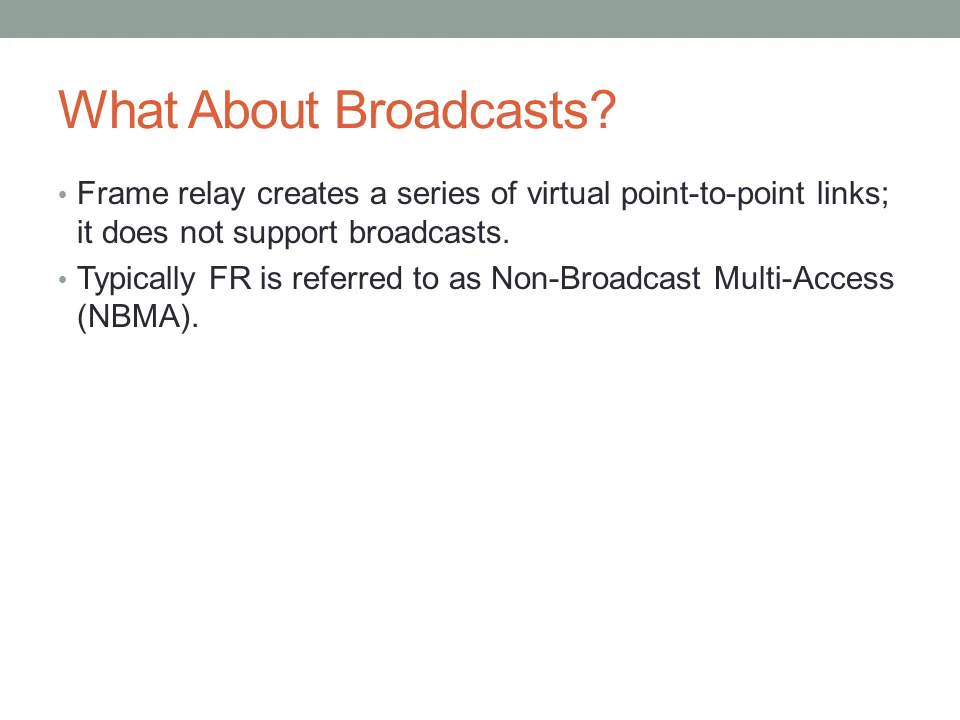 What About Broadcasts?
• Frame relay creates a series of virtual point-to-point links;
it does not support broadcasts.
• Typically FR is referred to as Non-Broadcast Multi-Access
(NBMA).